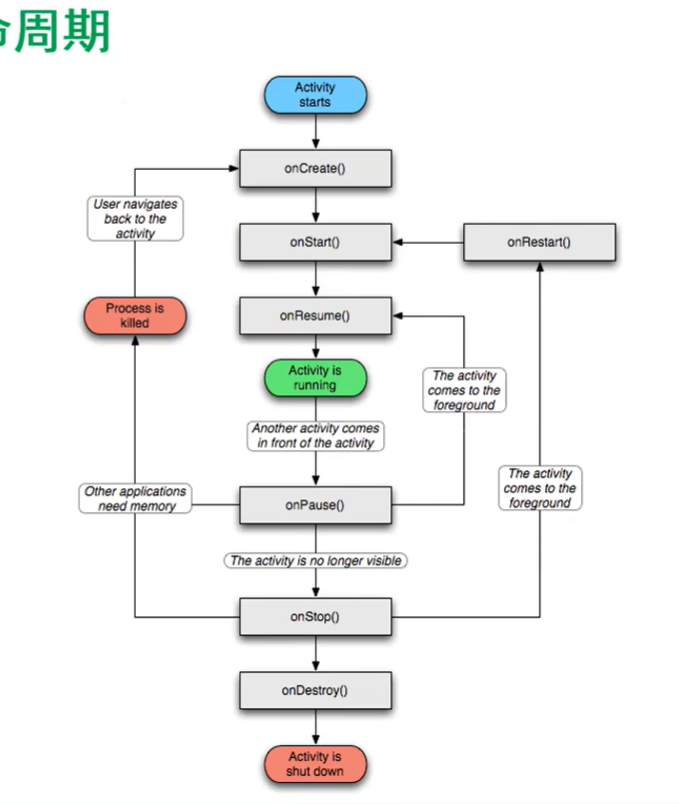 命周期
Activity
starts
onCreate()
User navigates
back to the
activity
onStart()
onRestart()
Process is
killed
onResume()
Activity is
running
The activity
comes to the
foreground
Another activity comes
in front of the activity
The activity
comes to the
foreground
Other applications
need memory
onPause()
The activity is no longer visible
onStop()
onDestroy()
Activity is
shut down